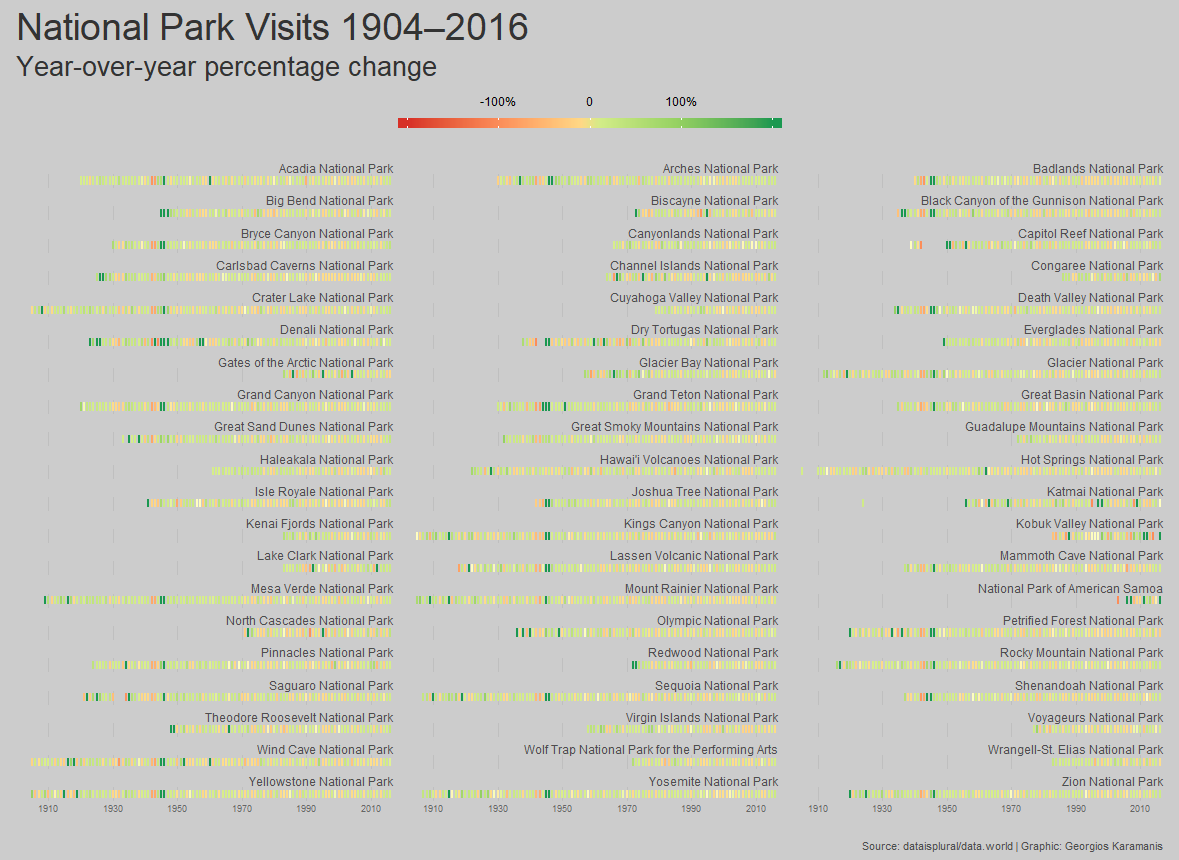 National Park Visits 1904–2016
Year-over-year percentage change
-100% 0 100%
Acadia National Park Arches National Park Badlands National Park
Big Bend National Park Biscayne National Park Black Canyon of the Gunnison National Park
Bryce Canyon National Park Canyonlands National Park Capitol Reef National Park
Carlsbad Caverns National Park Channel Islands National Park Congaree National Park
Crater Lake National Park Cuyahoga Valley National Park Death Valley National Park
Denali National Park Dry Tortugas National Park Everglades National Park
Gates of the Arctic National Park Glacier Bay National Park Glacier National Park
Grand Canyon National Park Grand Teton National Park Great Basin National Park
Great Sand Dunes National Park Great Smoky Mountains National Park Guadalupe Mountains National Park
Haleakala National Park Hawai'i Volcanoes National Park Hot Springs National Park
Isle Royale National Park Joshua Tree National Park Katmai National Park
Kenai Fjords National Park Kings Canyon National Park Kobuk Valley National Park
Lake Clark National Park Lassen Volcanic National Park Mammoth Cave National Park
Mesa Verde National Park Mount Rainier National Park National Park of American Samoa
North Cascades National Park Olympic National Park Petrified Forest National Park
Pinnacles National Park Redwood National Park Rocky Mountain National Park
Saguaro National Park Sequoia National Park Shenandoah National Park
Theodore Roosevelt National Park Virgin Islands National Park Voyageurs National Park
Wind Cave National Park Wolf Trap National Park for the Performing Arts Wrangell-St. Elias National Park
Yellowstone National Park Yosemite National Park Zion National Park
1910 1930 1950 1970 1990 2010 1910 1930 1950 1970 1990 2010 1910 1930 1950 1970 1990 2010
Source: dataisplural/data.world | Graphic: Georgios Karamanis